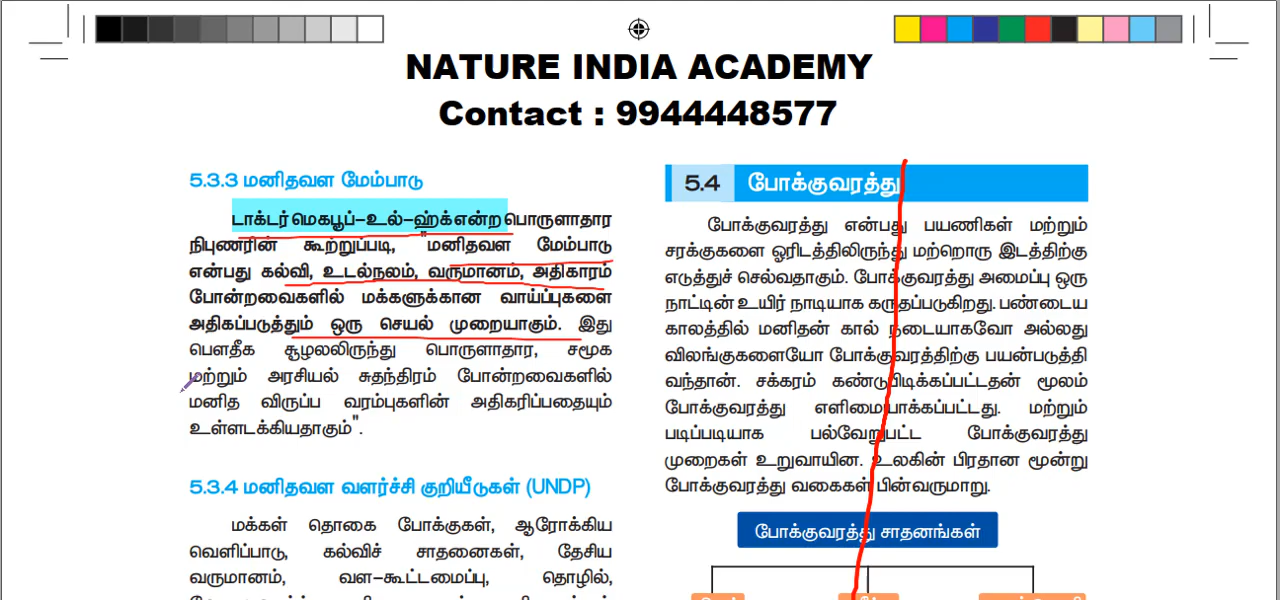 NATURE INDIA ACADEMY
Contact : 9944448577
5.3.3 மனிதவள மேம்பாடு
டாக்டர் மெகபூப்-உல்-ஹக் என்ற பொருளாதார
நிபுணரின் கூற்றுப்படி, "மனிதவள மேம்பாடு
என்பது கல்வி, உடல்நலம், வருமானம், அதிகாரம்
போன்றவைகளில் மக்களுக்கான வாய்ப்புகளை
அதிகப்படுத்தும் ஒரு செயல் முறையாகும். இது
பௌதீக சூழலலிருந்து பொருளாதார, சமூக
மற்றும் அரசியல் சுதந்திரம் போன்றவைகளில்
மனித விருப்ப வரம்புகளின் அதிகரிப்பதையும்
உள்ளடக்கியதாகும்".
5.3.4 மனிதவள வளர்ச்சி குறியீடுகள் (UNDP)
மக்கள் தொகை போக்குகள், ஆரோக்கிய
வெளிப்பாடு, கல்விச் சாதனைகள், தேசிய
வருமானம், வள-கூட்டமைப்பு, தொழில்,
5.4 போக்குவரத்து
போக்குவரத்து என்பது பயணிகள் மற்றும்
சரக்குகளை ஓரிடத்திலிருந்து மற்றொரு இடத்திற்கு
எடுத்துச் செல்வதாகும். போக்குவரத்து அமைப்பு ஒரு
நாட்டின் உயிர் நாடியாக கருதப்படுகிறது. பண்டைய
காலத்தில் மனிதன் கால் நடையாகவோ அல்லது
விலங்குகளையோ போக்குவரத்திற்கு பயன்படுத்தி
வந்தான். சக்கரம் கண்டுபிடிக்கப்பட்டதன் மூலம்
போக்குவரத்து எளிமையாக்கப்பட்டது. மற்றும்
படிப்படியாக பல்வேறுபட்ட போக்குவரத்து
முறைகள் உறுவாயின. உலகின் பிரதான மூன்று
போக்குவரத்து வகைகள் பின்வருமாறு.
போக்குவரத்து சாதனங்கள்